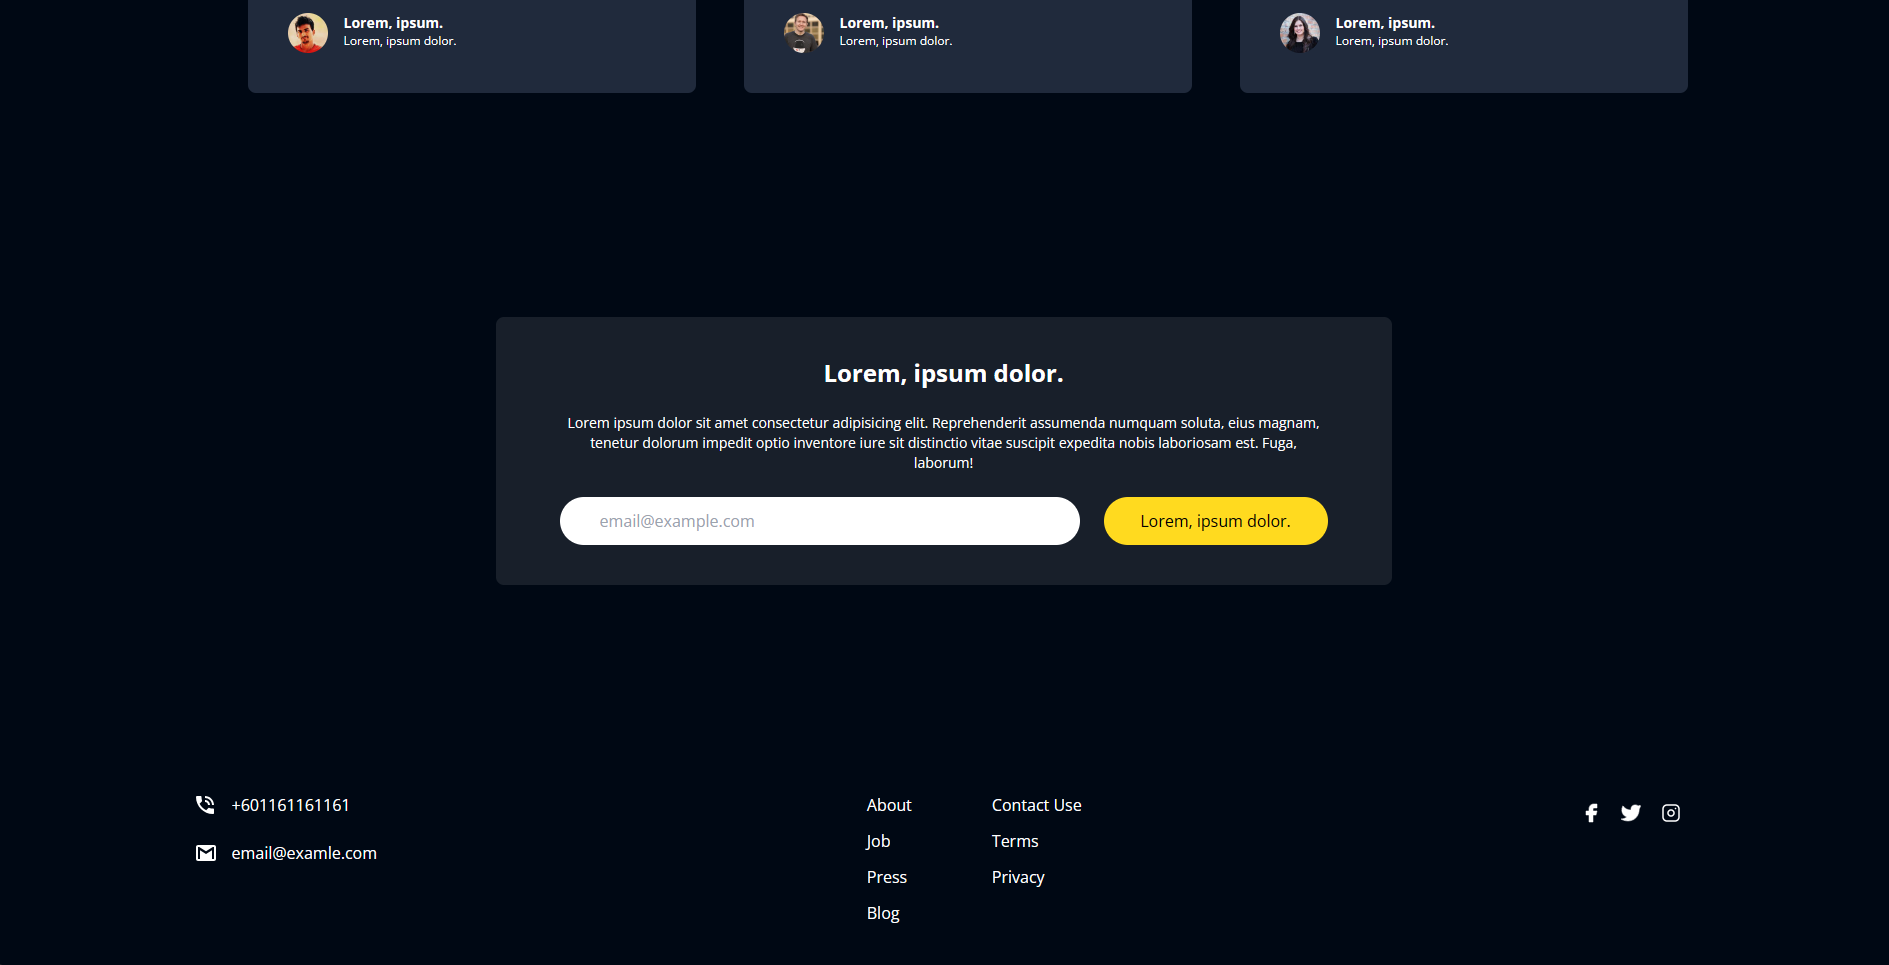 Lorem, ipsum.
Lorem, ipsum dolor.
Lorem, ipsum.
Lorem, ipsum dolor.
Lorem, ipsum.
Lorem, ipsum dolor.
Lorem, ipsum dolor.
Lorem ipsum dolor sit amet consectetur adipisicing elit. Reprehenderit assumenda numquam soluta, eius magnam,
tenetur dolorum impedit optio inventore iure sit distinctio vitae suscipit expedita nobis laboriosam est. Fuga,
laborum!
email@example.com
Lorem, ipsum dolor.
+601161161161
email@examle.com
About
Job
Press
Blog
Contact Use
Terms
Privacy